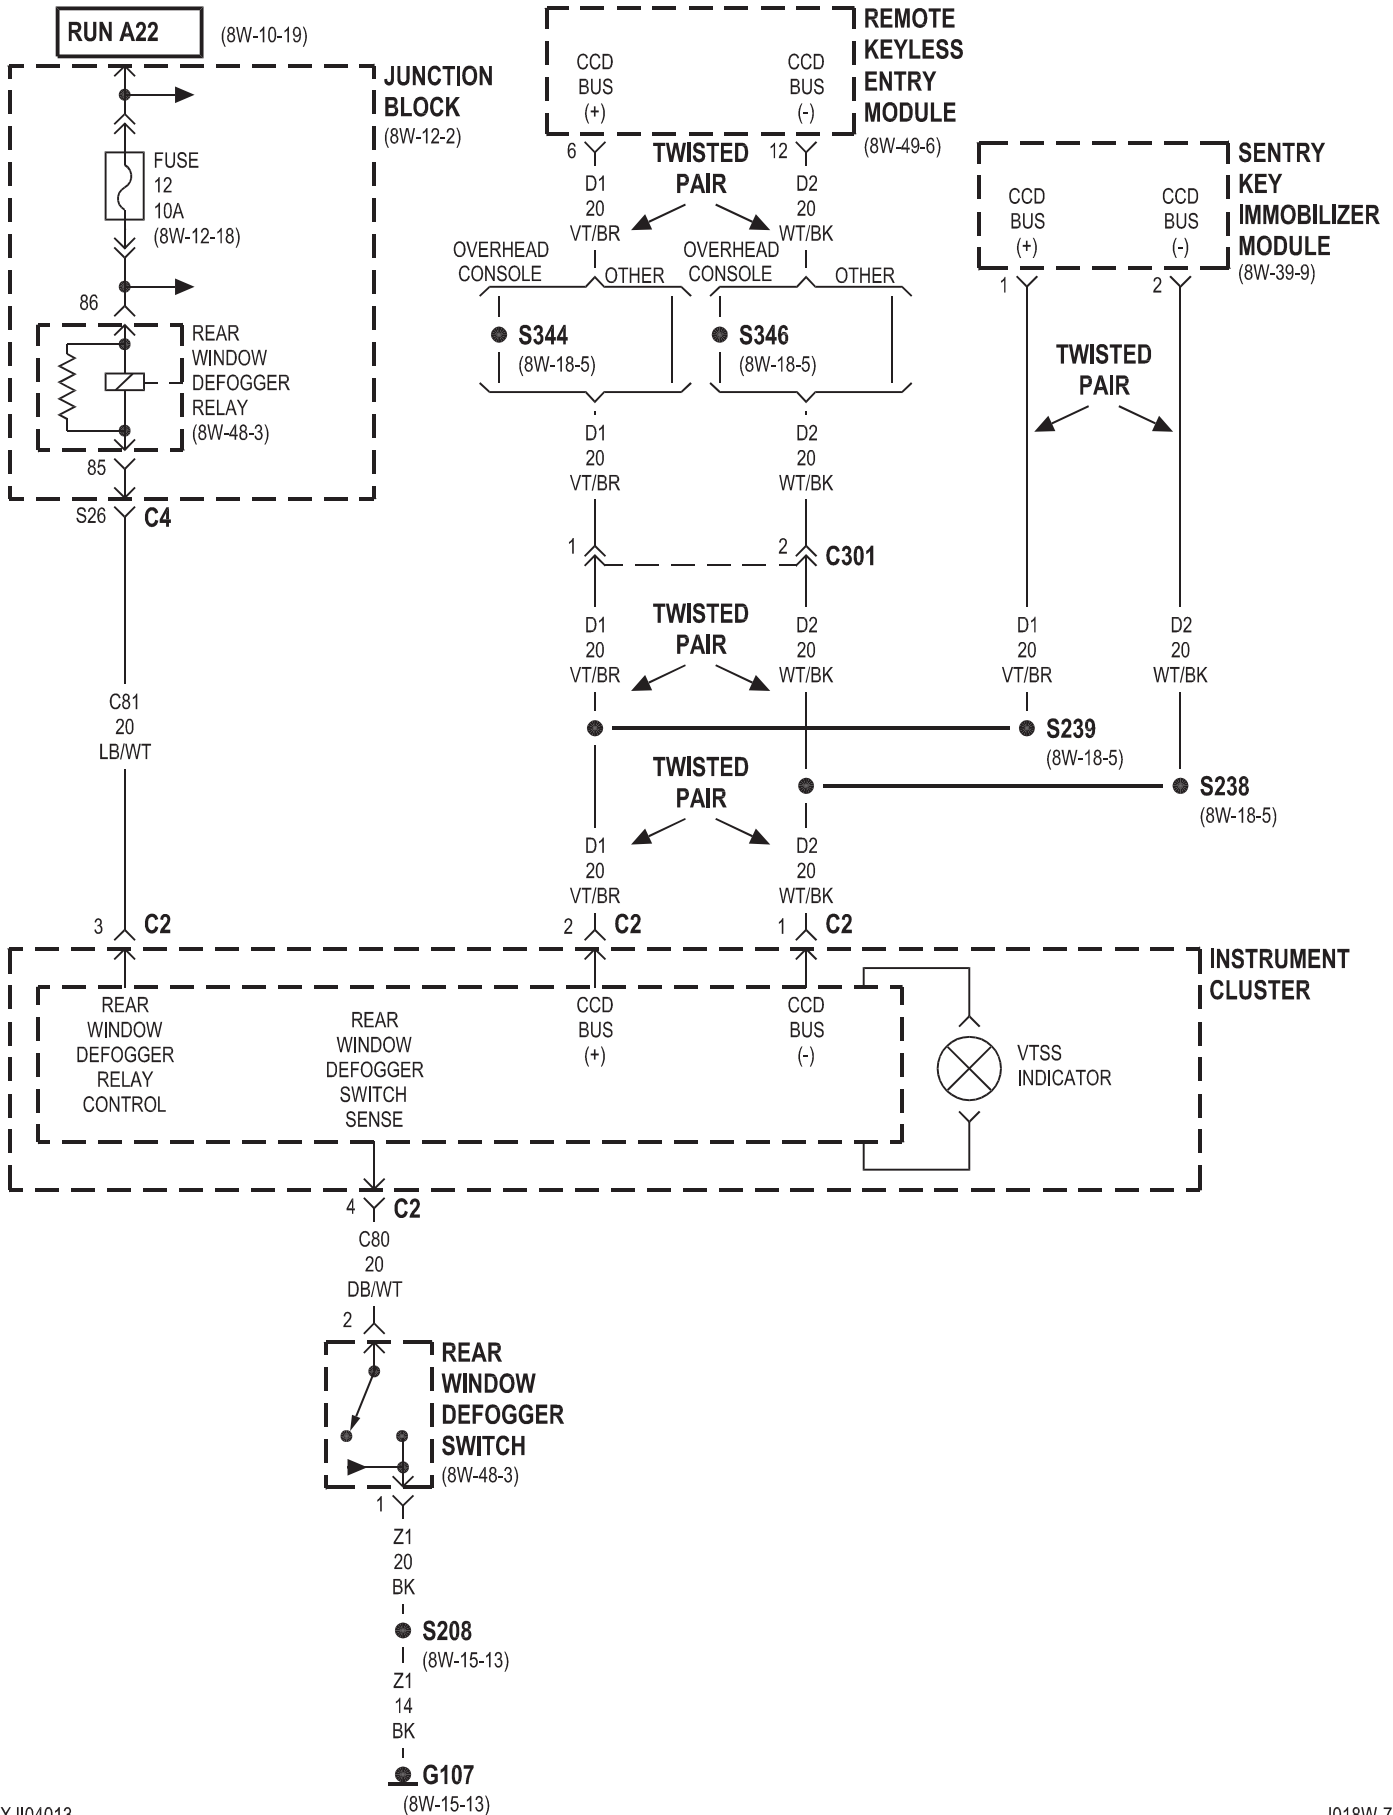 RUN A22
(8W-10-19)
JUNCTION
BLOCK
(8W-12-2)
FUSE
12
10A
(8W-12-18)
86
REAR
WINDOW
DEFOGGER
RELAY
(8W-48-3)
85
S26
C4
C81
20
LB/WT
3
C2
REMOTE
KEYLESS
ENTRY
MODULE
(8W-49-6)
CCD
BUS
(+)
CCD
BUS
(-)
6
TWISTED
PAIR
12
D1
20
VT/BR
D2
20
WT/BK
OVERHEAD
CONSOLE
OTHER
OVERHEAD
CONSOLE
OTHER
S344
(8W-18-5)
S346
(8W-18-5)
D1
20
VT/BR
D2
20
WT/BK
1
2
C301
SENTRY
KEY
IMMOBILIZER
MODULE
(8W-39-9)
CCD
BUS
(+)
CCD
BUS
(-)
1
2
TWISTED
PAIR
D1
20
VT/BR
TWISTED
PAIR
D2
20
WT/BK
D1
20
VT/BR
D2
20
WT/BK
S239
(8W-18-5)
S238
(8W-18-5)
TWISTED
PAIR
D1
20
VT/BR
D2
20
WT/BK
2
C2
1
C2
INSTRUMENT
CLUSTER
REAR
WINDOW
DEFOGGER
RELAY
CONTROL
REAR
WINDOW
DEFOGGER
SWITCH
SENSE
CCD
BUS
(+)
CCD
BUS
(-)
VTSS
INDICATOR
4
C2
C80
20
DB/WT
2
REAR
WINDOW
DEFOGGER
SWITCH
(8W-48-3)
1
Z1
20
BK
S208
(8W-15-13)
Z1
14
BK
G107
(8W-15-13)